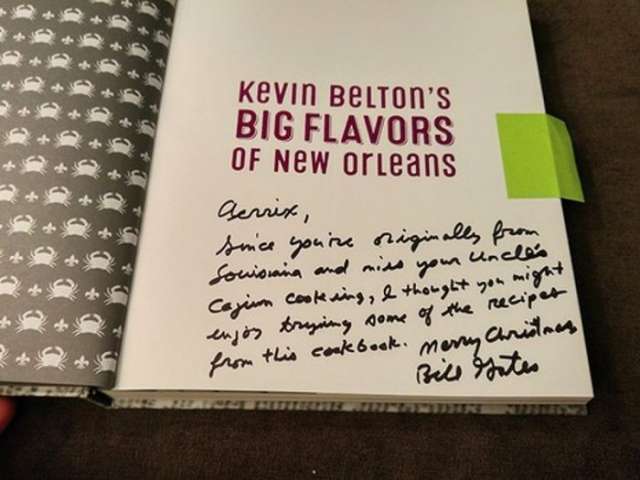 Kevin Belton's
BIG FLAVORS
OF New Orleans
Aerrix,
Since you're originally from
Louisiana and miss your Uncle's
Cajun cooking, I thought you might
enjoy trying some of the recipes
from this cookbook. Merry Christmas
Bill Gates